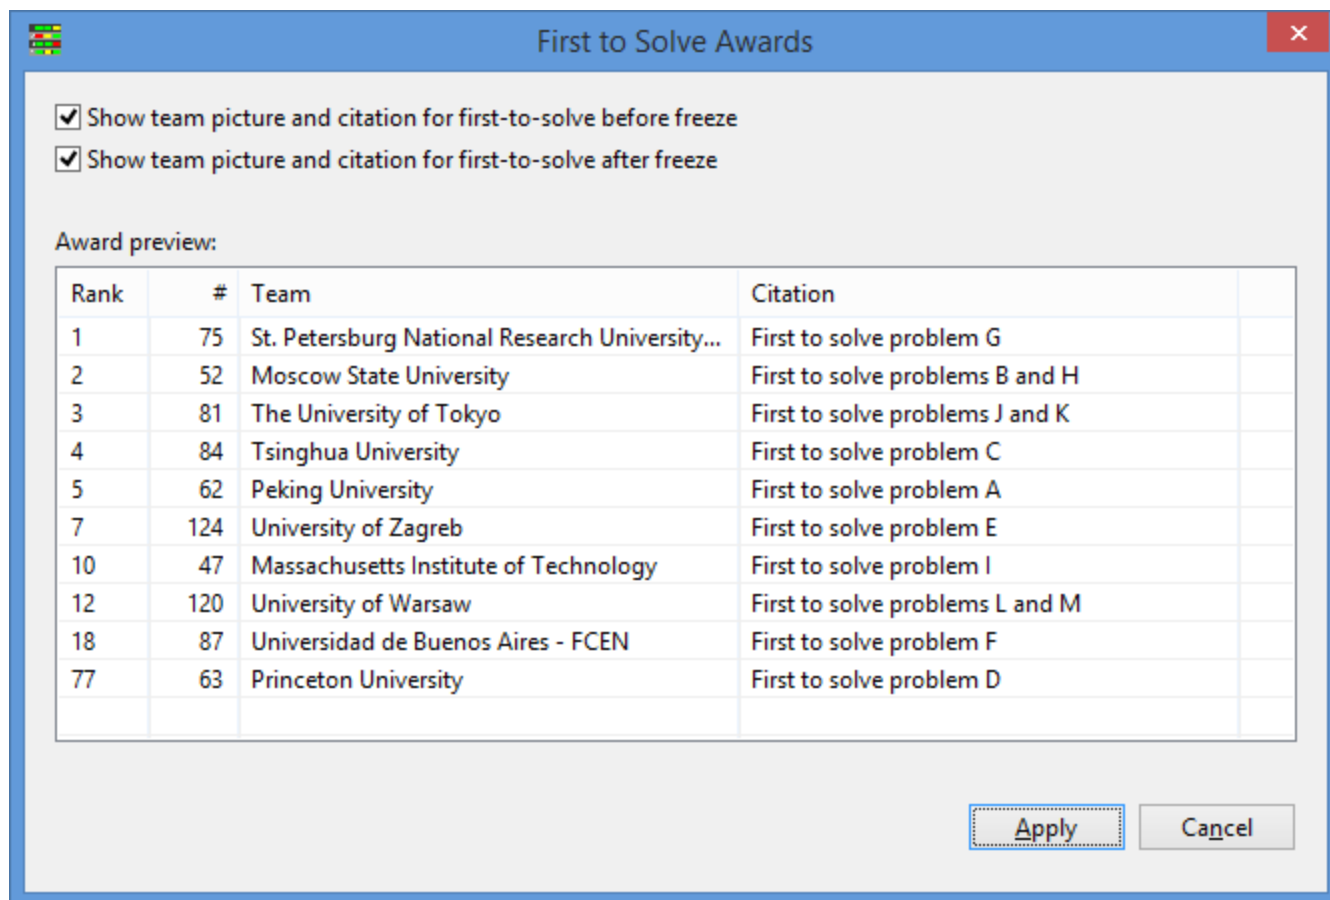 First to Solve Awards
Show team picture and citation for first-to-solve before freeze
Show team picture and citation for first-to-solve after freeze
Award preview:
Rank # Team Citation
1 75 St. Petersburg National Research University... First to solve problem G
2 52 Moscow State University First to solve problems B and H
3 81 The University of Tokyo First to solve problems J and K
4 84 Tsinghua University First to solve problem C
5 62 Peking University First to solve problem A
7 124 University of Zagreb First to solve problem E
10 47 Massachusetts Institute of Technology First to solve problem I
12 120 University of Warsaw First to solve problems L and M
18 87 Universidad de Buenos Aires - FCEN First to solve problem F
77 63 Princeton University First to solve problem D
Apply Cancel